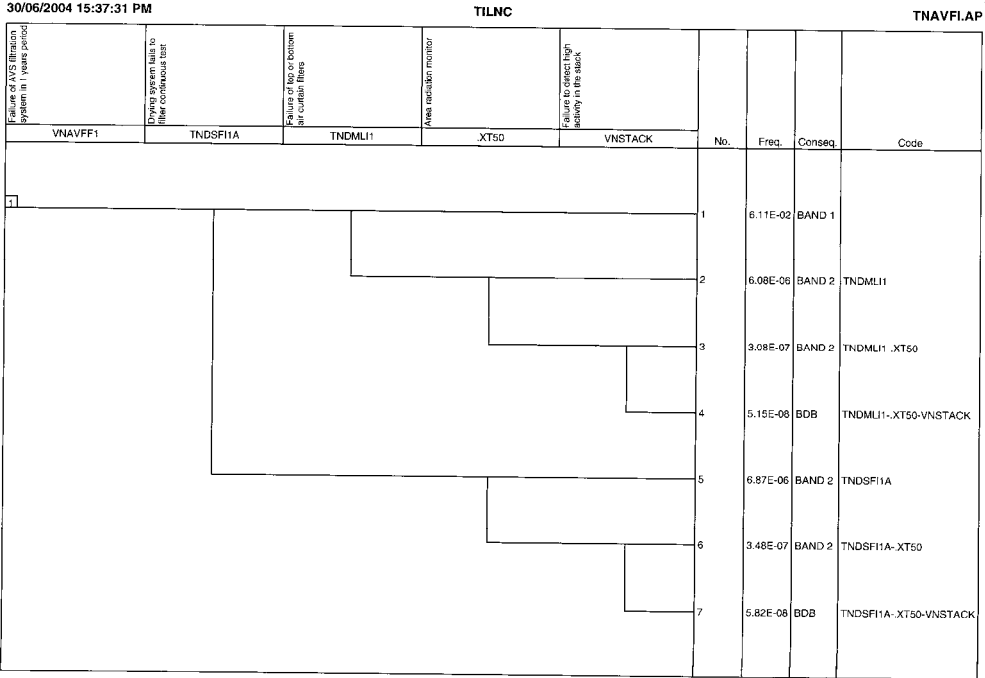 30/06/2004 15:37:31 PM
TILNC
TNAVFI.AP
Failure of AVS filtration
system in 1 years period
Drying system fails to
filter continuous test
Failure of top or bottom
air curtain filters
Area radiation monitor
Failure to detect high
activity in the stack
VNAVFF1 TNDSFI1A TNDMLI1 .XT50 VNSTACK No. Freq. Conseq. Code
1
1 6.11E-02 BAND 1
2 6.08E-06 BAND 2 TNDMLI1
3 3.08E-07 BAND 2 TNDMLI1-.XT50
4 5.15E-08 BDB TNDMLI1-.XT50-VNSTACK
5 6.87E-06 BAND 2 TNDSFI1A
6 3.48E-07 BAND 2 TNDSFI1A-.XT50
7 5.82E-08 BDB TNDSFI1A-.XT50-VNSTACK